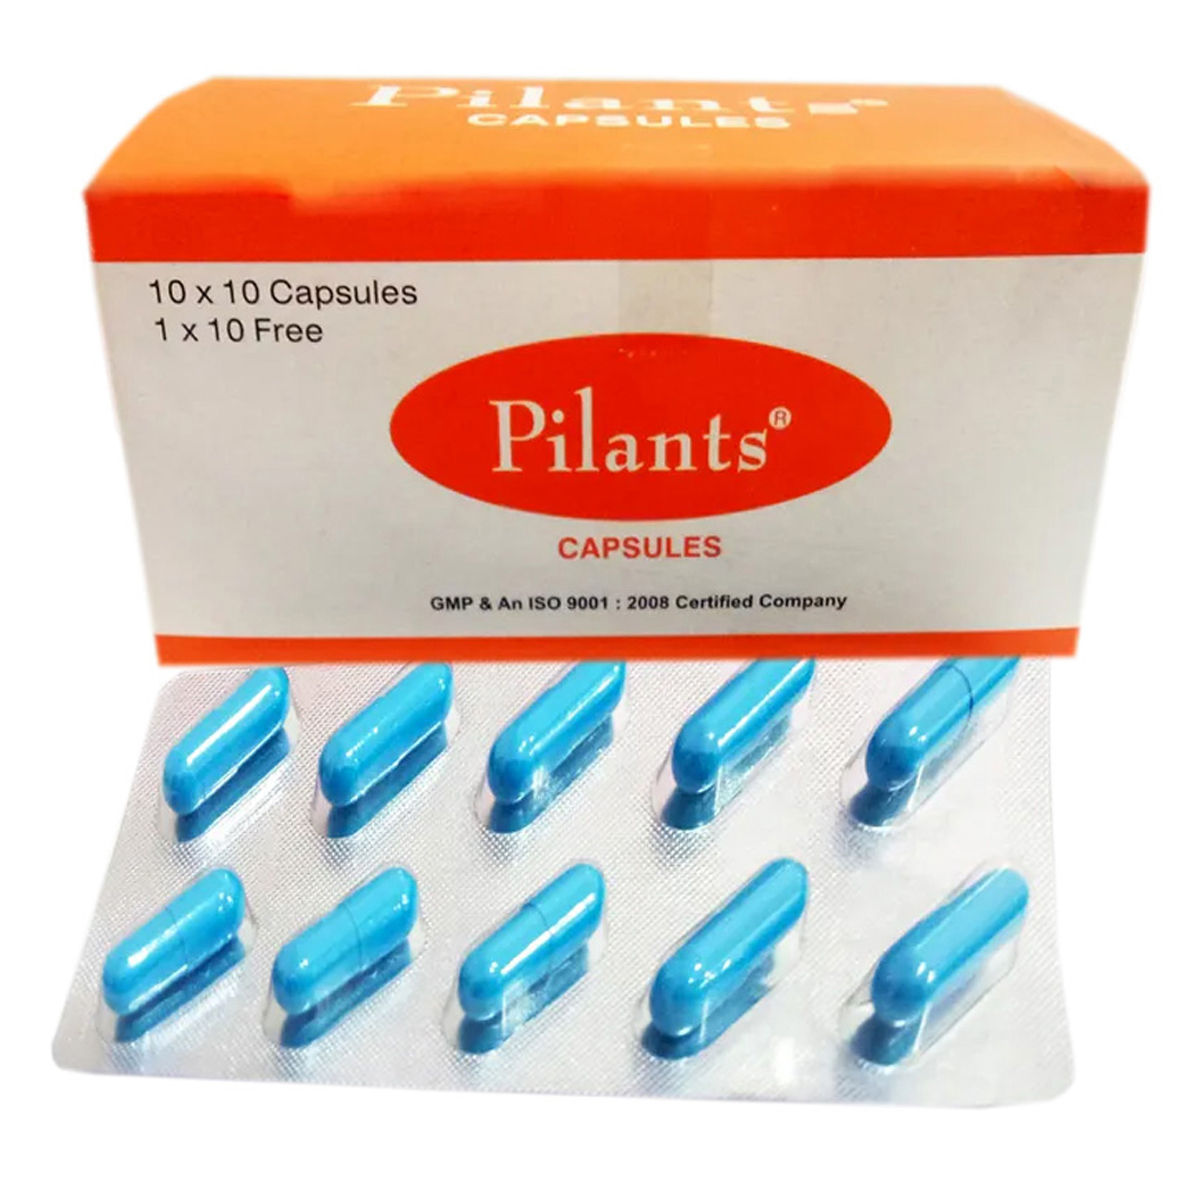 Pilants
CAPSULES
10 x 10 Capsules
1 x 10 Free
Pilants®
CAPSULES
GMP & An ISO 9001 : 2008 Certified Company